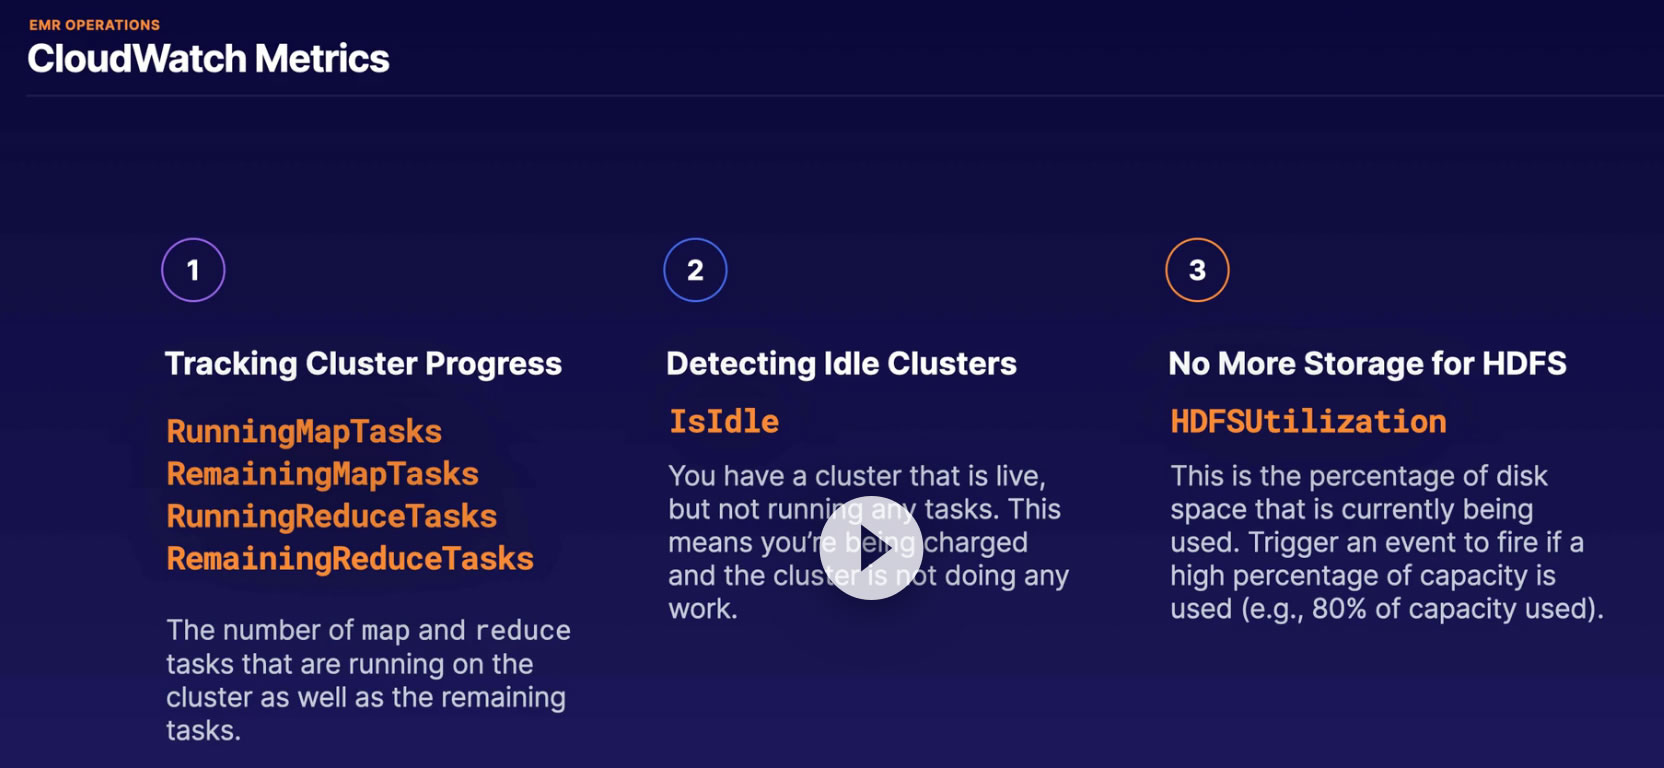 EMR OPERATIONS
CloudWatch Metrics
1
Tracking Cluster Progress
RunningMapTasks
RemainingMapTasks
RunningReduceTasks
RemainingReduceTasks
The number of map and reduce
tasks that are running on the
cluster as well as the remaining
tasks.
2
Detecting Idle Clusters
IsIdle
You have a cluster that is live,
but not running any tasks. This
means you're being charged
and the cluster is not doing any
work.
3
No More Storage for HDFS
HDFSUtilization
This is the percentage of disk
space that is currently being
used. Trigger an event to fire if a
high percentage of capacity is
used (e.g., 80% of capacity used).